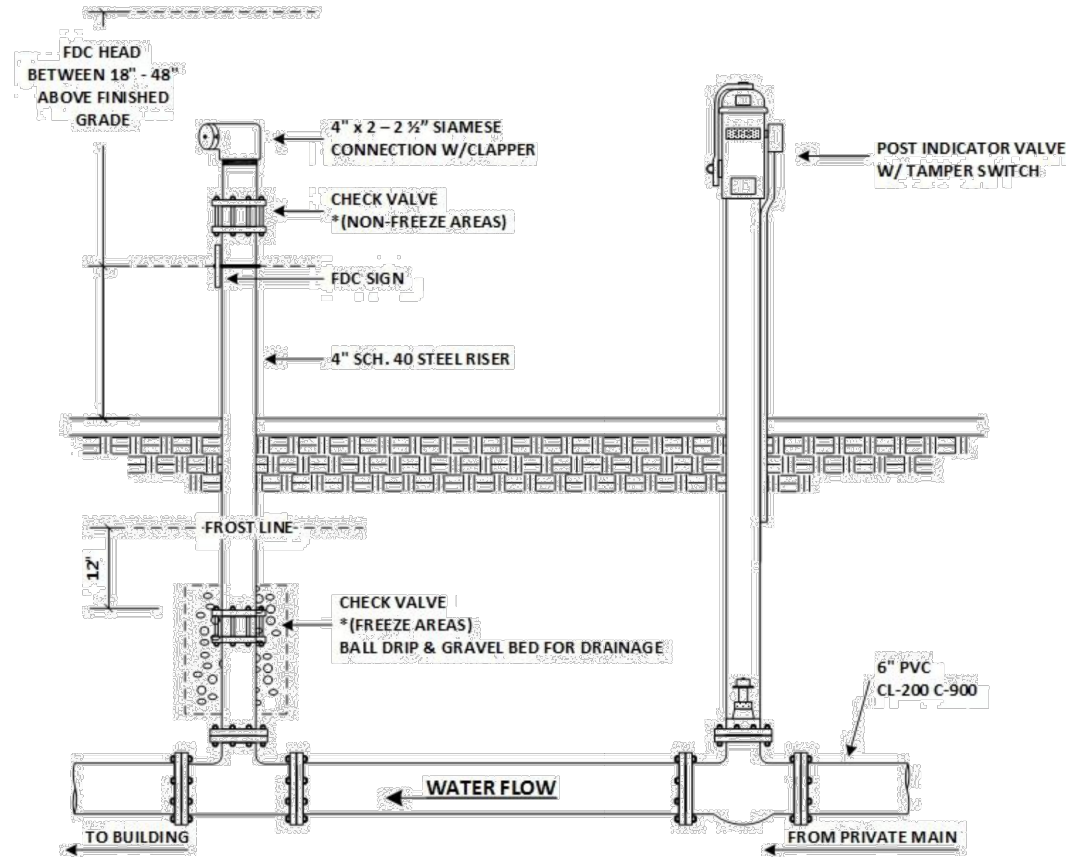 FDC HEAD
BETWEEN 18" - 48"
ABOVE FINISHED
GRADE
4" x 2 – 2 ½" SIAMESE
CONNECTION W/CLAPPER
CHECK VALVE
*(NON-FREEZE AREAS)
FDC SIGN
4" SCH. 40 STEEL RISER
POST INDICATOR VALVE
W/ TAMPER SWITCH
FROST LINE
12"
CHECK VALVE
*(FREEZE AREAS)
BALL DRIP & GRAVEL BED FOR DRAINAGE
6" PVC
CL-200 C-900
WATER FLOW
TO BUILDING
FROM PRIVATE MAIN